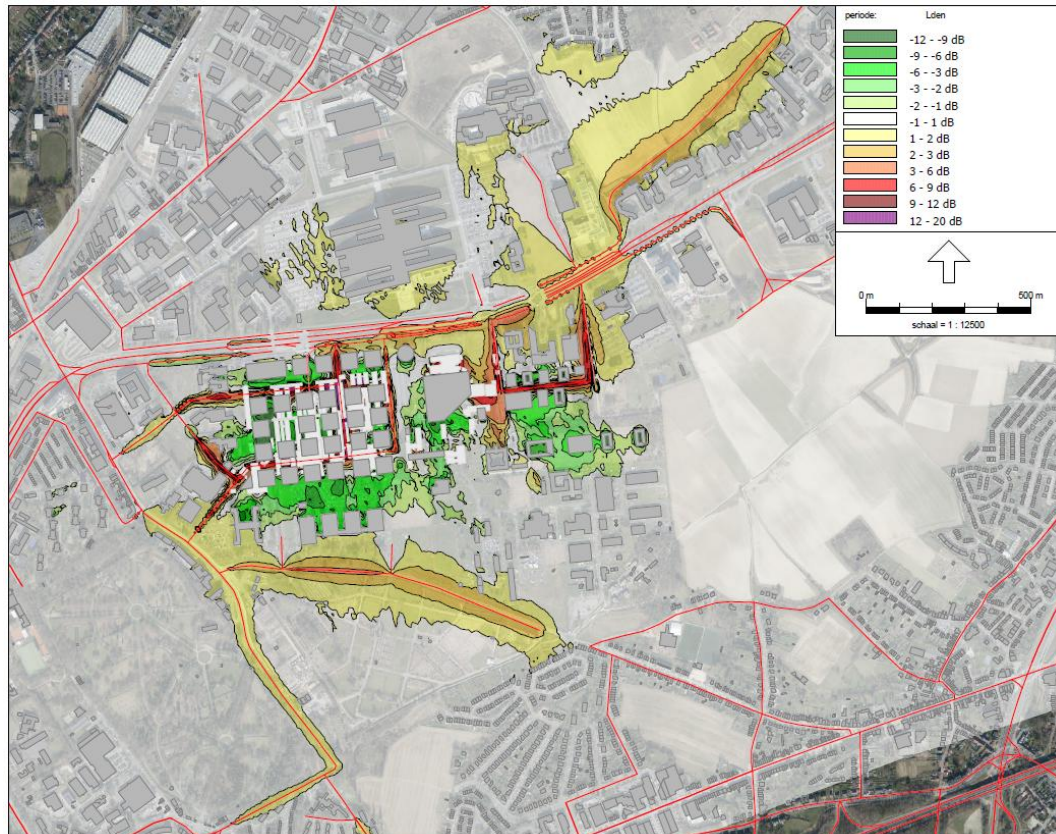 periode: Lden
-12 - -9 dB
-9 - -6 dB
-6 - -3 dB
-3 - -2 dB
-2 - -1 dB
-1 - 1 dB
1 - 2 dB
2 - 3 dB
3 - 6 dB
6 - 9 dB
9 - 12 dB
12 - 20 dB
0 m 500 m
schaal = 1 : 12500